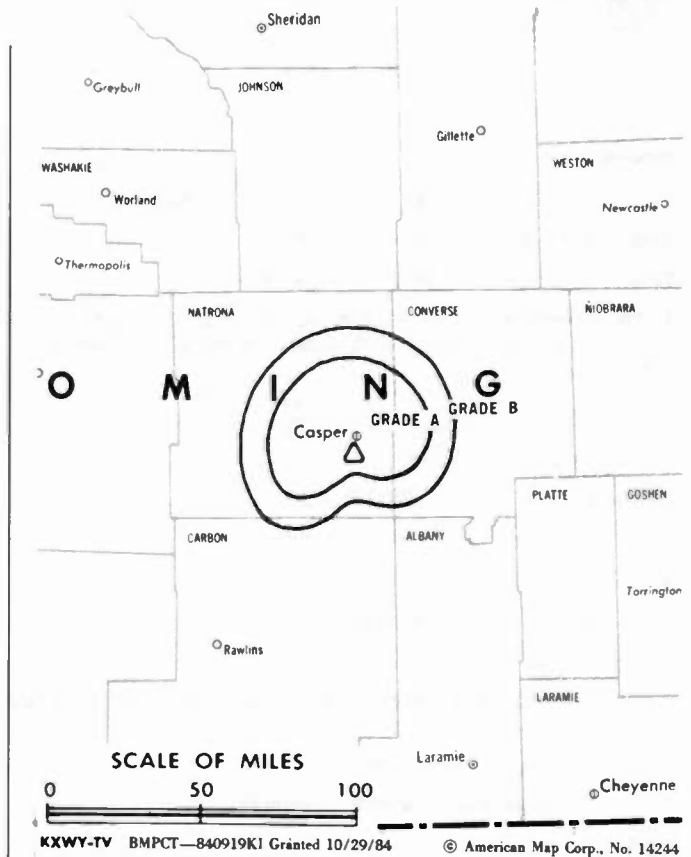 Sheridan
Greybull
JOHNSON
Gillette
WASHAKIE
WESTON
Worland
Newcastle
Thermopolis
NATRONA
CONVERSE
NIOBRARA
O M I N G
GRADE A GRADE B
Casper
PLATTE
GOSHEN
CARBON
ALBANY
Torrington
Rawlins
LARAMIE
SCALE OF MILES
Laramie
0 50 100
Cheyenne
KXWY-TV BMPCT—840919KI Granted 10/29/84 © American Map Corp., No. 14244